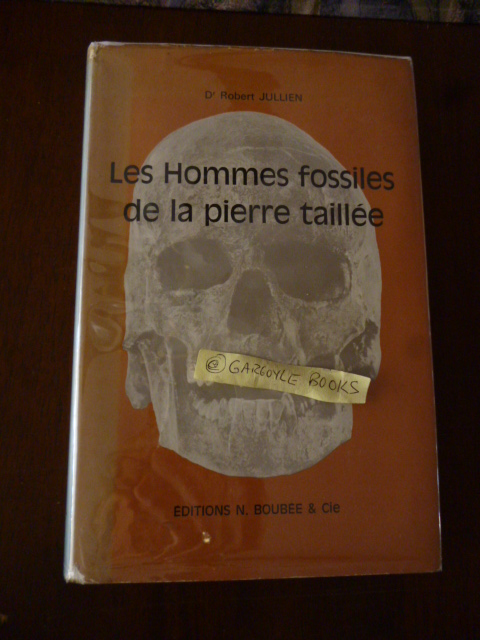 Dr Robert JULLIEN
Les Hommes fossiles
de la pierre taillée
@ GARGOYLE BOOKS
ÉDITIONS N. BOUBÉE & Cie